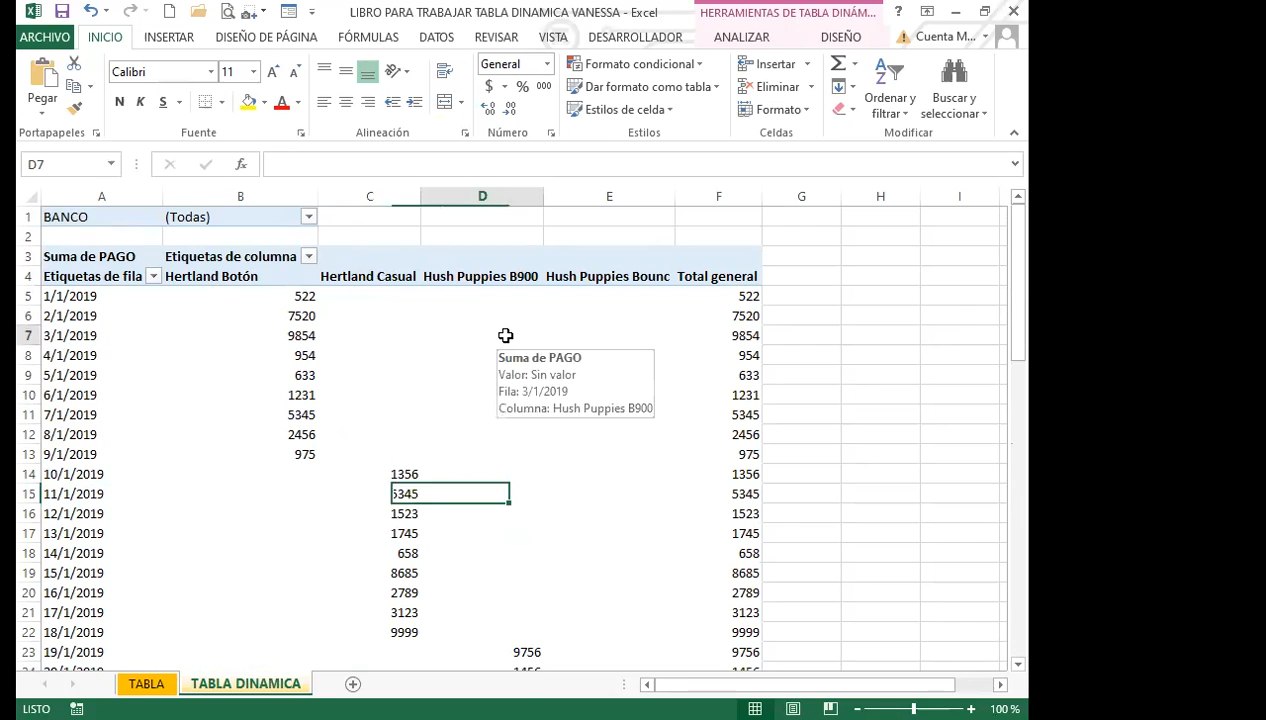 LIBRO PARA TRABAJAR TABLA DINAMICA VANESSA - Excel
HERRAMIENTAS DE TABLA DINÁM...
ARCHIVO INICIO INSERTAR DISEÑO DE PÁGINA FÓRMULAS DATOS REVISAR VISTA DESARROLLADOR ANALIZAR DISEÑO Cuenta M...
Pegar
Calibri 11
N K S
General
$ % 000
Formato condicional
Dar formato como tabla
Estilos de celda
Insertar
Eliminar
Formato
Ordenar y filtrar
Buscar y seleccionar
Portapapeles Fuente Alineación Número Estilos Celdas Modificar
D7 fx
A B C D E F G H I
1 BANCO (Todas)
2
3 Suma de PAGO Etiquetas de columna
4 Etiquetas de fila Hertland Botón Hertland Casual Hush Puppies B900 Hush Puppies Bounc Total general
5 1/1/2019 522 522
6 2/1/2019 7520 7520
7 3/1/2019 9854 9854
8 4/1/2019 954 954
9 5/1/2019 633 633
10 6/1/2019 1231 1231
11 7/1/2019 5345 5345
12 8/1/2019 2456 2456
13 9/1/2019 975 975
14 10/1/2019 1356 1356
15 11/1/2019 5345 5345
16 12/1/2019 1523 1523
17 13/1/2019 1745 1745
18 14/1/2019 658 658
19 15/1/2019 8685 8685
20 16/1/2019 2789 2789
21 17/1/2019 3123 3123
22 18/1/2019 9999 9999
23 19/1/2019 9756 9756
Suma de PAGO
Valor: Sin valor
Fila: 3/1/2019
Columna: Hush Puppies B900
TABLA TABLA DINAMICA
LISTO 100 %